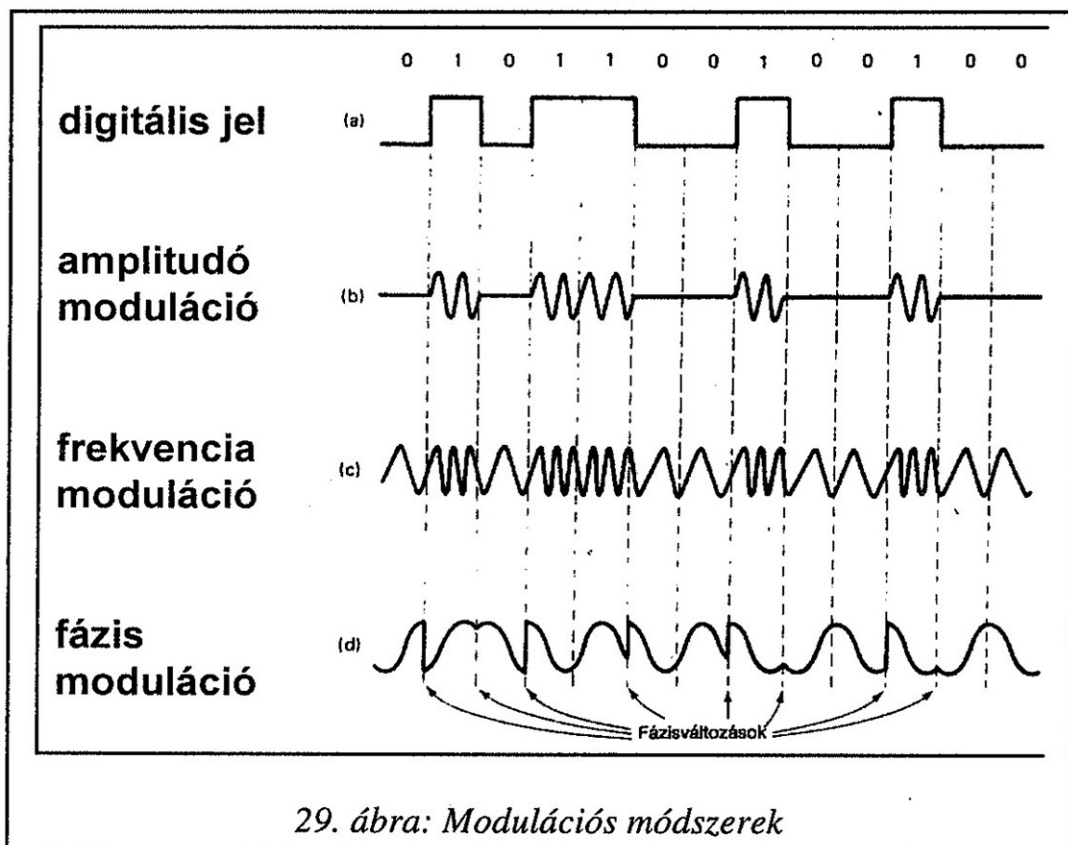 0 1 0 1 1 0 0 1 0 0 1 0 0
digitális jel (a)
amplitudó
moduláció (b)
frekvencia
moduláció (c)
fázis
moduláció (d)
Fázisváltozások
29. ábra: Modulációs módszerek